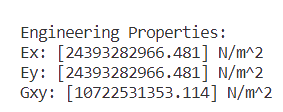 Engineering Properties:
Ex: [24393282966.481] N/m^2
Ey: [24393282966.481] N/m^2
Gxy: [10722531353.114] N/m^2